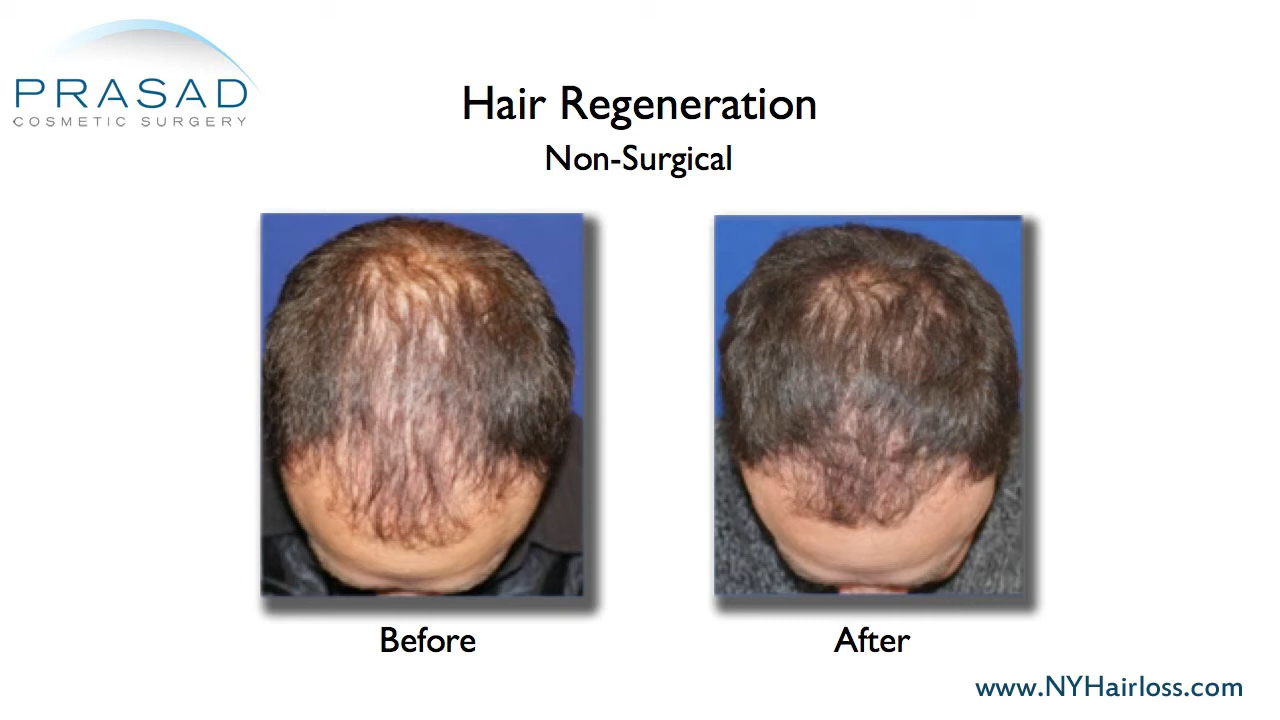 PRASAD
COSMETIC SURGERY
Hair Regeneration
Non-Surgical
Before
After
www.NYHairloss.com